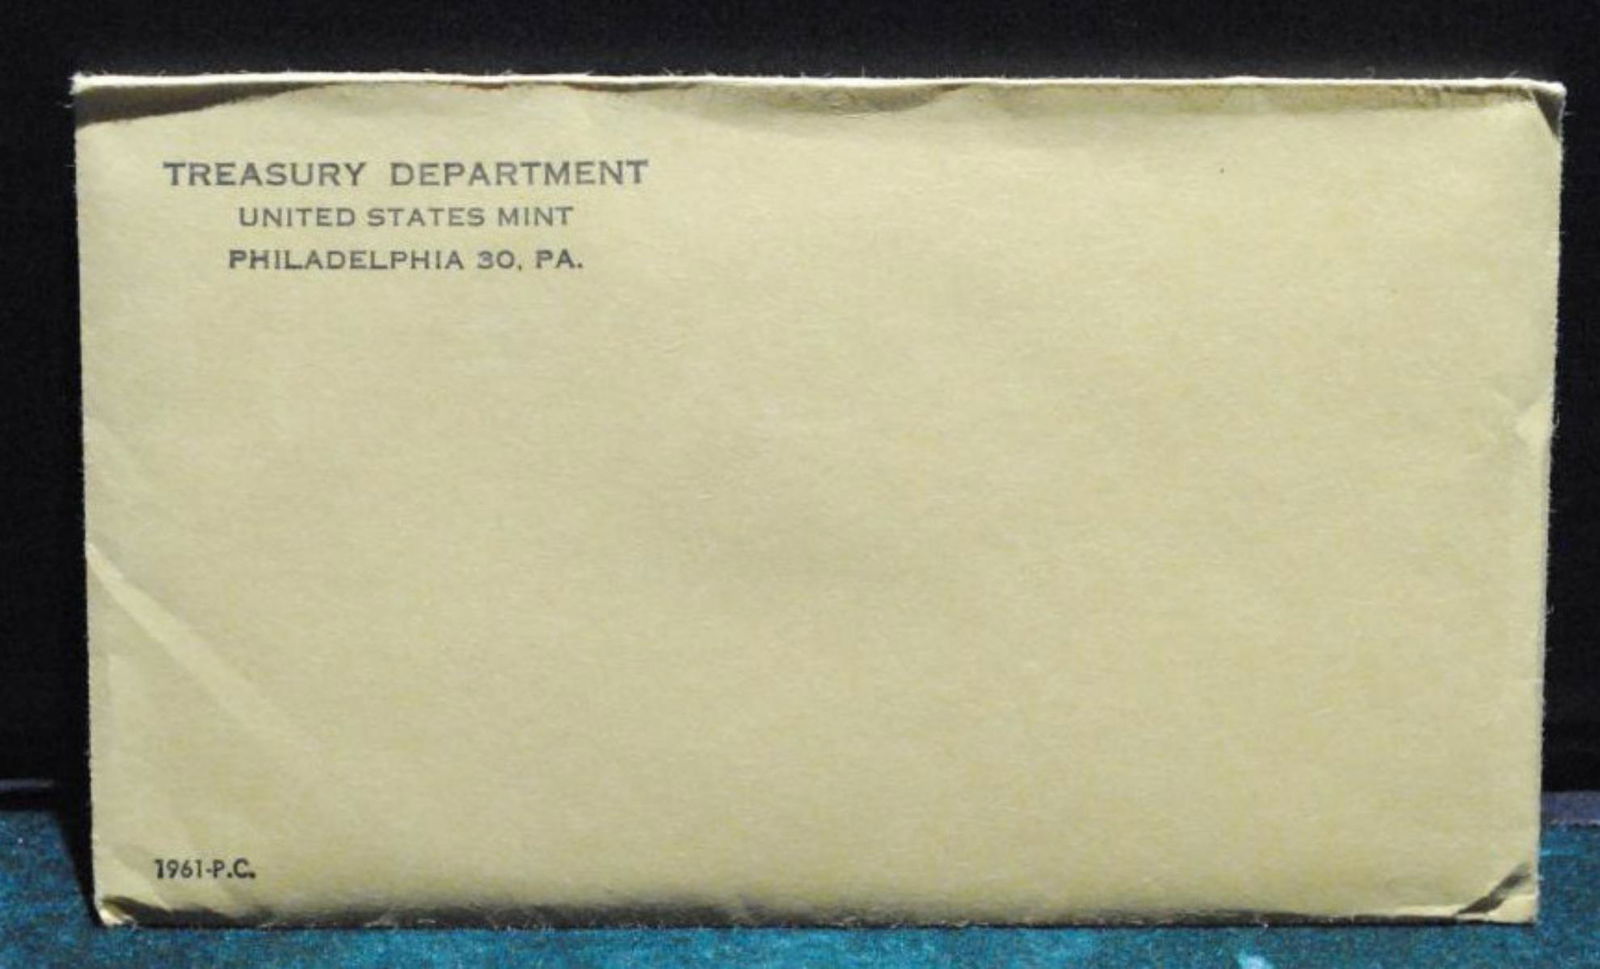 TREASURY DEPARTMENT
UNITED STATES MINT
PHILADELPHIA 30, PA.
1961-P.C.